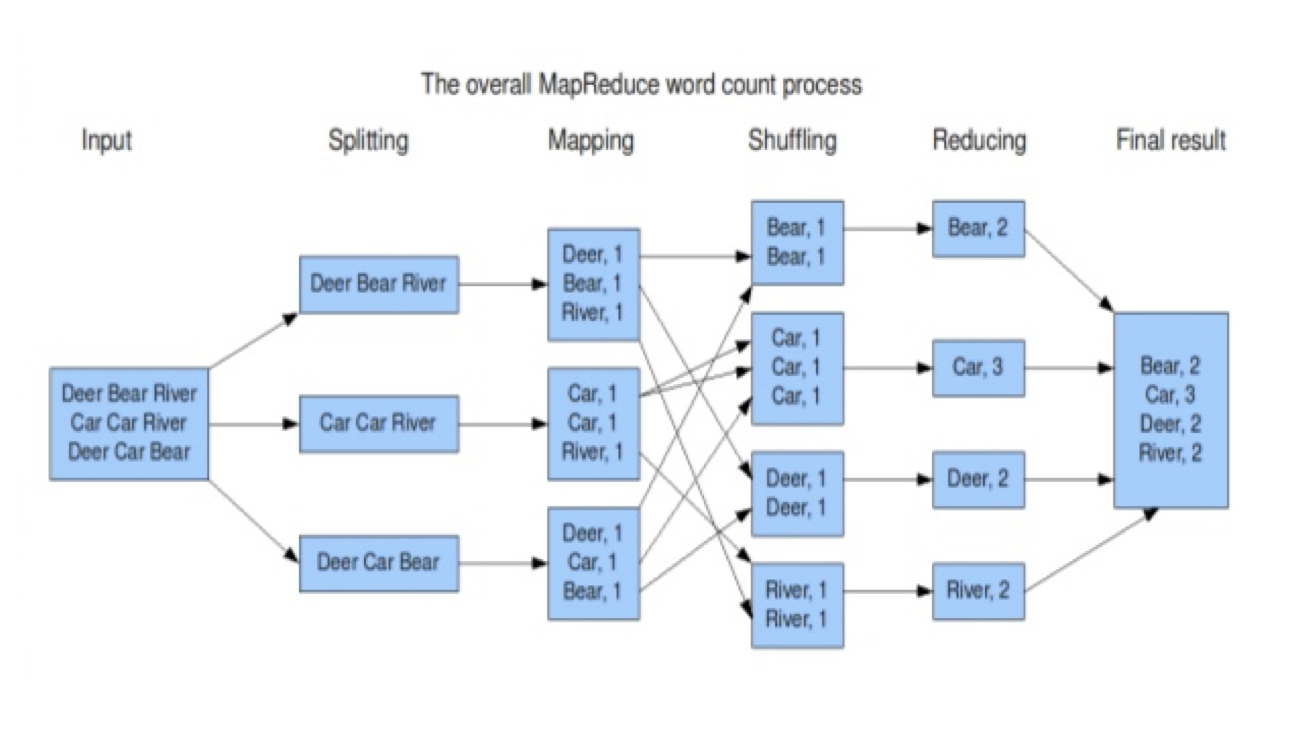 The overall MapReduce word count process
Input
Splitting
Mapping
Shuffling
Reducing
Final result
Deer Bear River
Car Car River
Deer Car Bear
Deer Bear River
Car Car River
Deer Car Bear
Deer, 1
Bear, 1
River, 1
Car, 1
Car, 1
River, 1
Deer, 1
Car, 1
Bear, 1
Bear, 1
Bear, 1
Car, 1
Car, 1
Car, 1
Deer, 1
Deer, 1
River, 1
River, 1
Bear, 2
Car, 3
Deer, 2
River, 2
Bear, 2
Car, 3
Deer, 2
River, 2